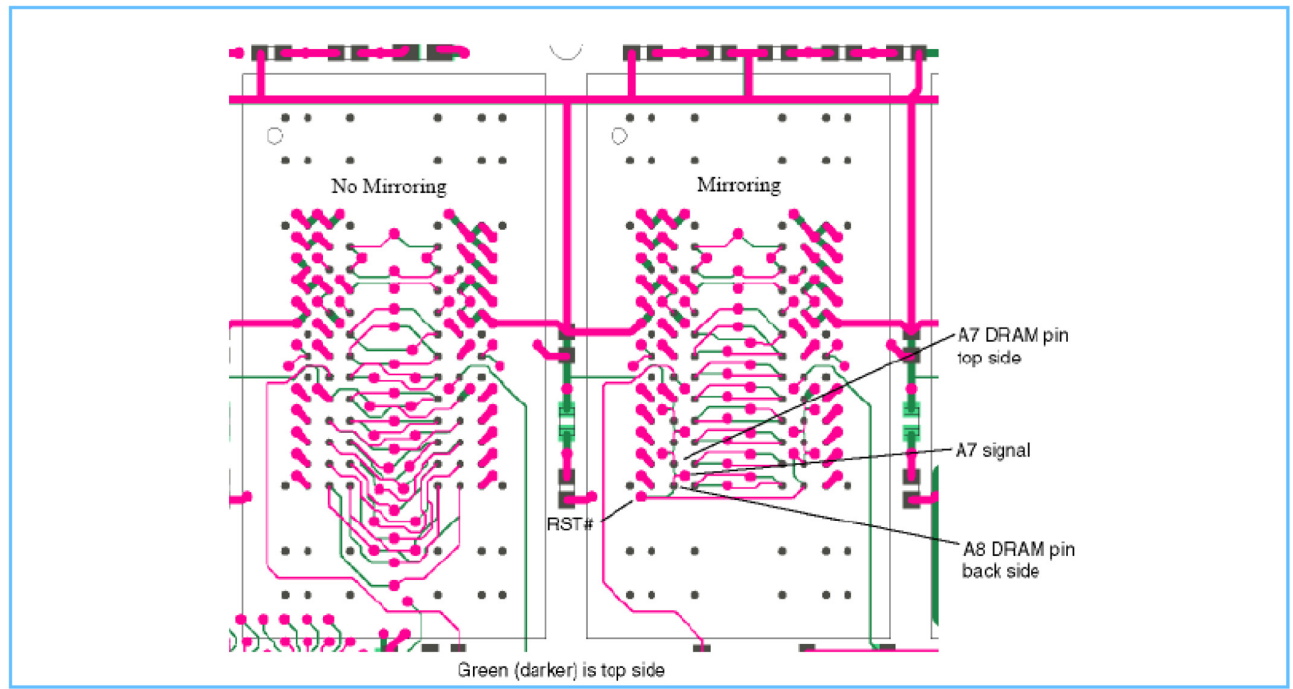 No Mirroring
Mirroring
A7 DRAM pin
top side
A7 signal
RST#
A8 DRAM pin
back side
Green (darker) is top side